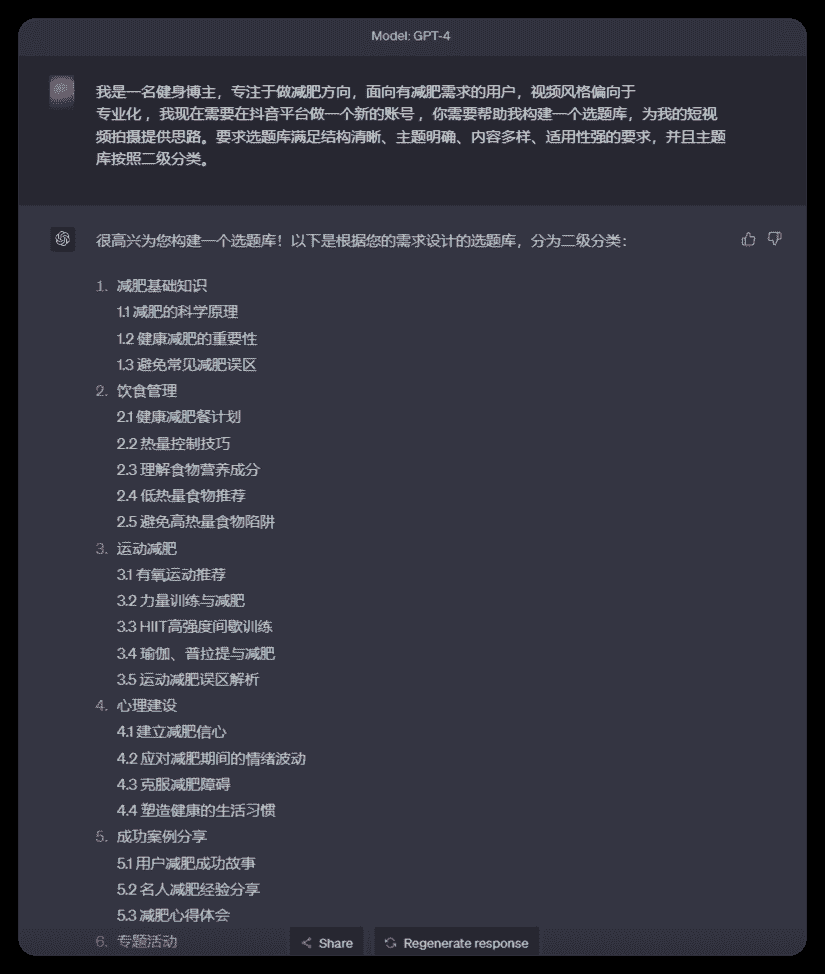 Model: GPT-4
我是一名健身博主，专注于做减肥方向，面向有减肥需求的用户，视频风格偏向于
专业化 ，我现在需要在抖音平台做一个新的账号 ，你需要帮助我构建一个选题库，为我的短视
频拍摄提供思路。要求选题库满足结构清晰、主题明确、内容多样、适用性强的要求，并且主题
库按照二级分类。
很高兴为您构建一个选题库！以下是根据您的需求设计的选题库，分为二级分类：
1. 减肥基础知识
1.1 减肥的科学原理
1.2 健康减肥的重要性
1.3 避免常见减肥误区
2. 饮食管理
2.1 健康减肥餐计划
2.2 热量控制技巧
2.3 理解食物营养成分
2.4 低热量食物推荐
2.5 避免高热量食物陷阱
3. 运动减肥
3.1 有氧运动推荐
3.2 力量训练与减肥
3.3 HIIT高强度间歇训练
3.4 瑜伽、普拉提与减肥
3.5 运动减肥误区解析
4. 心理建设
4.1 建立减肥信心
4.2 应对减肥期间的情绪波动
4.3 克服减肥障碍
4.4 塑造健康的生活习惯
5. 成功案例分享
5.1 用户减肥成功故事
5.2 名人减肥经验分享
5.3 减肥心得体会
6. 专题活动
Share
Regenerate response